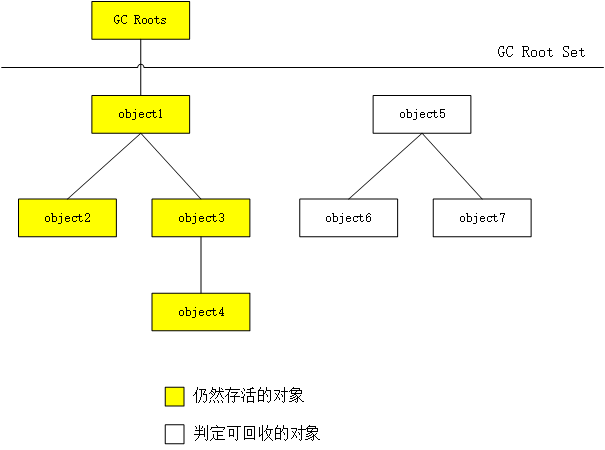 GC Roots
GC Root Set
object1
object5
object2
object3
object6
object7
object4
仍然存活的对象
判定可回收的对象